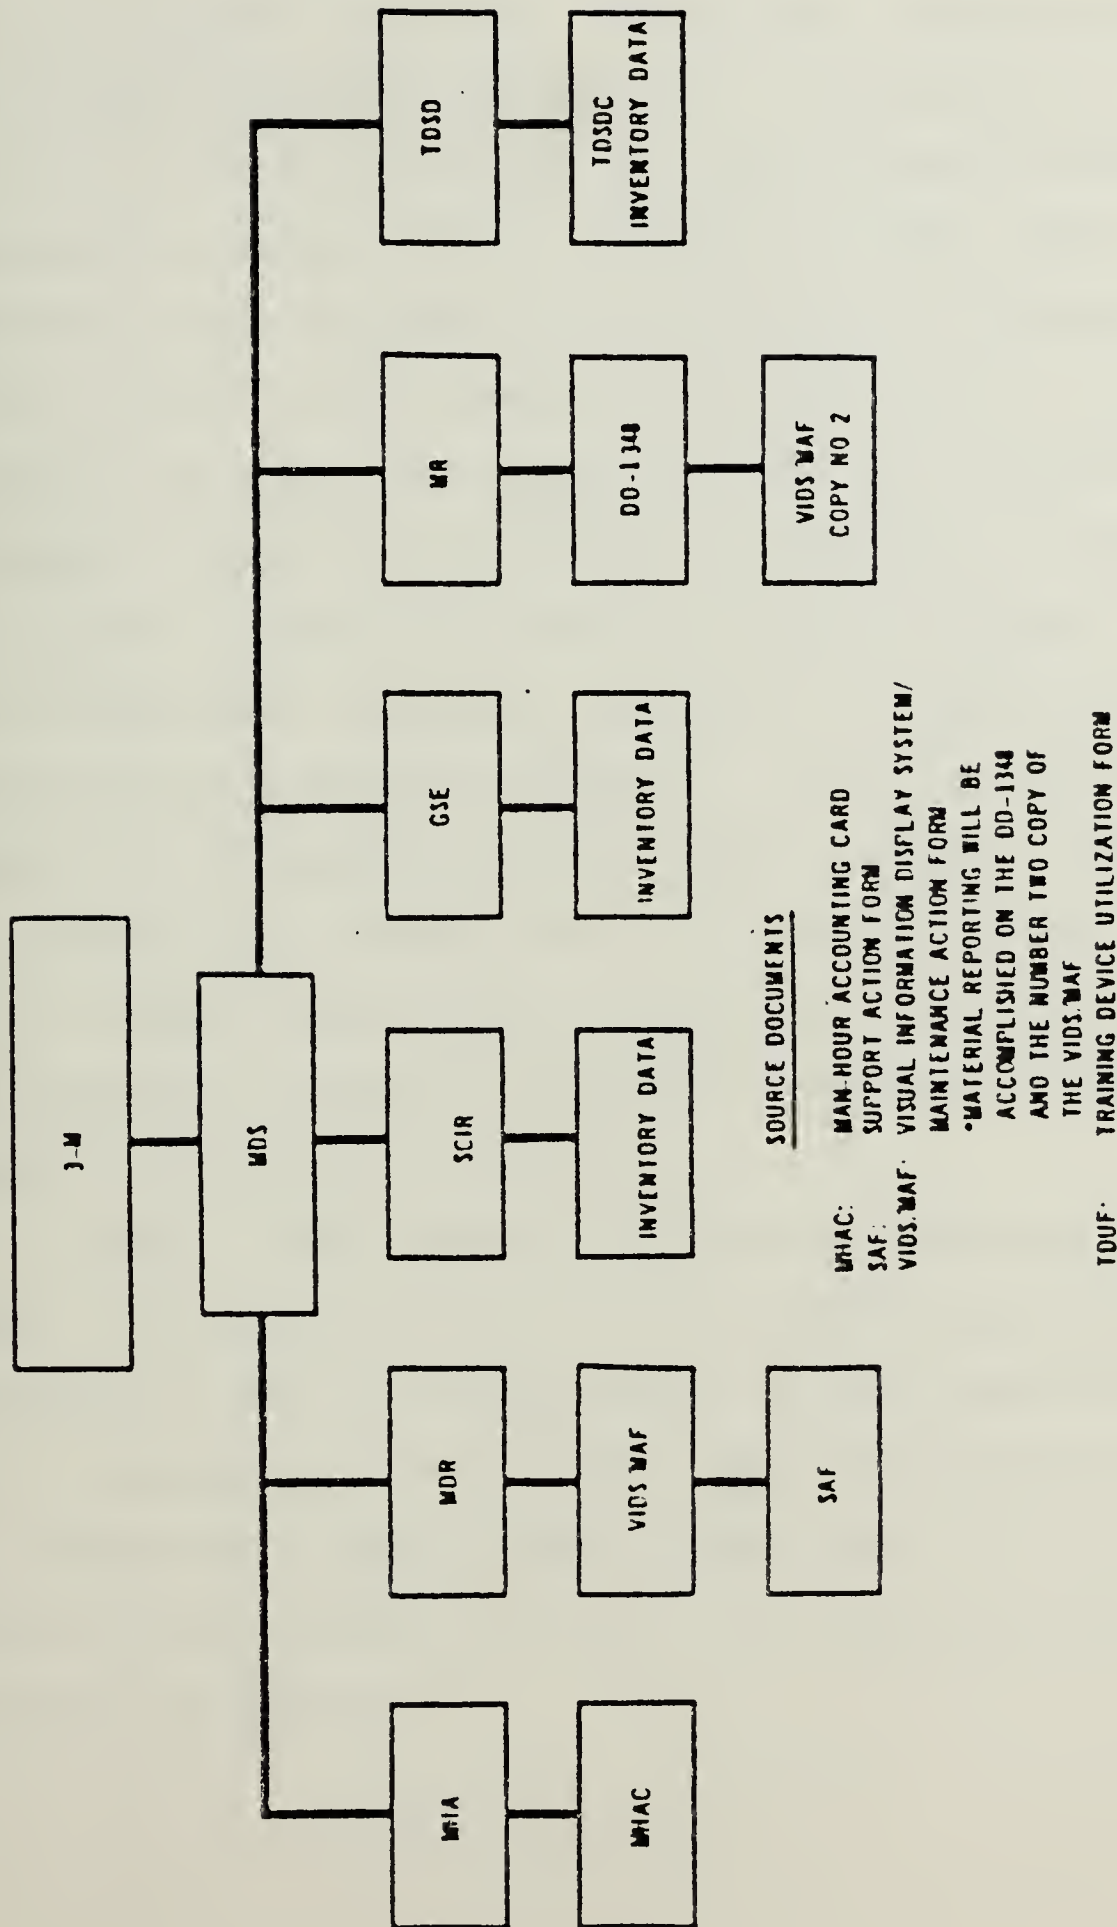 3-M
MDS
MHA
MDR
SCIR
GSE
MR
TDSD
MHAC
VIDS MAF
INVENTORY DATA
INVENTORY DATA
DD-1348
TDSDC
INVENTORY DATA
SAF
VIDS MAF
COPY NO 2
SOURCE DOCUMENTS
MHAC: MAN-HOUR ACCOUNTING CARD
SAF: SUPPORT ACTION FORM
VIDS.MAF: VISUAL INFORMATION DISPLAY SYSTEM/
MAINTENANCE ACTION FORM
*MATERIAL REPORTING WILL BE
ACCOMPLISHED ON THE DD-1348
AND THE NUMBER TWO COPY OF
THE VIDS.MAF
TDUF: TRAINING DEVICE UTILIZATION FORM